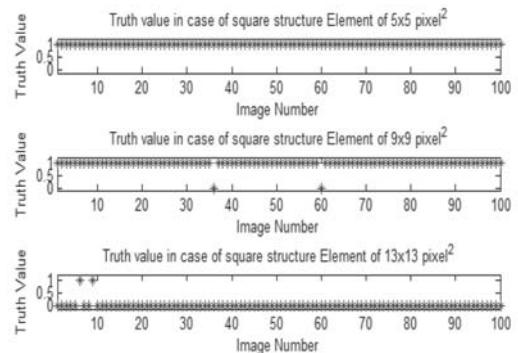 Truth value in case of square structure Element of 5x5 pixel²
Truth Value
1
0.5
0
10 20 30 40 50 60 70 80 90 100
Image Number
Truth value in case of square structure Element of 9x9 pixel²
Truth Value
1
0.5
0
10 20 30 40 50 60 70 80 90 100
Image Number
Truth value in case of square structure Element of 13x13 pixel²
Truth Value
1
0.5
0
10 20 30 40 50 60 70 80 90 100
Image Number